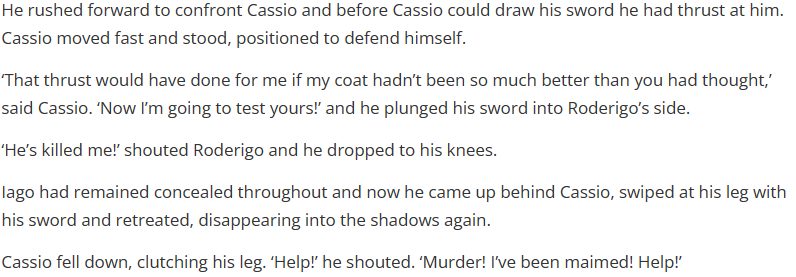 He rushed forward to confront Cassio and before Cassio could draw his sword he had thrust at him.
Cassio moved fast and stood, positioned to defend himself.
‘That thrust would have done for me if my coat hadn’t been so much better than you had thought,’
said Cassio. ‘Now I’m going to test yours!’ and he plunged his sword into Roderigo’s side.
‘He’s killed me!’ shouted Roderigo and he dropped to his knees.
Iago had remained concealed throughout and now he came up behind Cassio, swiped at his leg with
his sword and retreated, disappearing into the shadows again.
Cassio fell down, clutching his leg. ‘Help!’ he shouted. ‘Murder! I’ve been maimed! Help!’